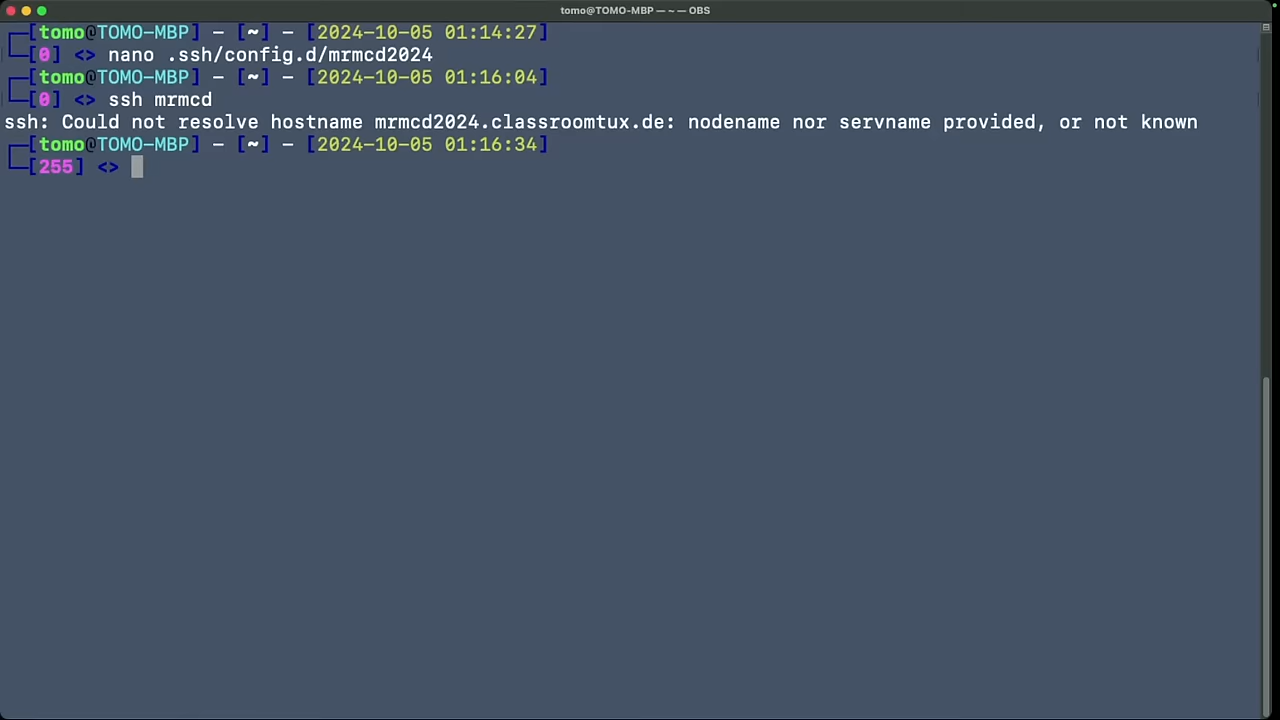 tomo@TOMO-MBP — ~ — OBS
┌─[tomo@TOMO-MBP] – [~] – [2024-10-05 01:14:27]
└─[0] <> nano .ssh/config.d/mrmcd2024
┌─[tomo@TOMO-MBP] – [~] – [2024-10-05 01:16:04]
└─[0] <> ssh mrmcd
ssh: Could not resolve hostname mrmcd2024.classroomtux.de: nodename nor servname provided, or not known
┌─[tomo@TOMO-MBP] – [~] – [2024-10-05 01:16:34]
└─[255] <>